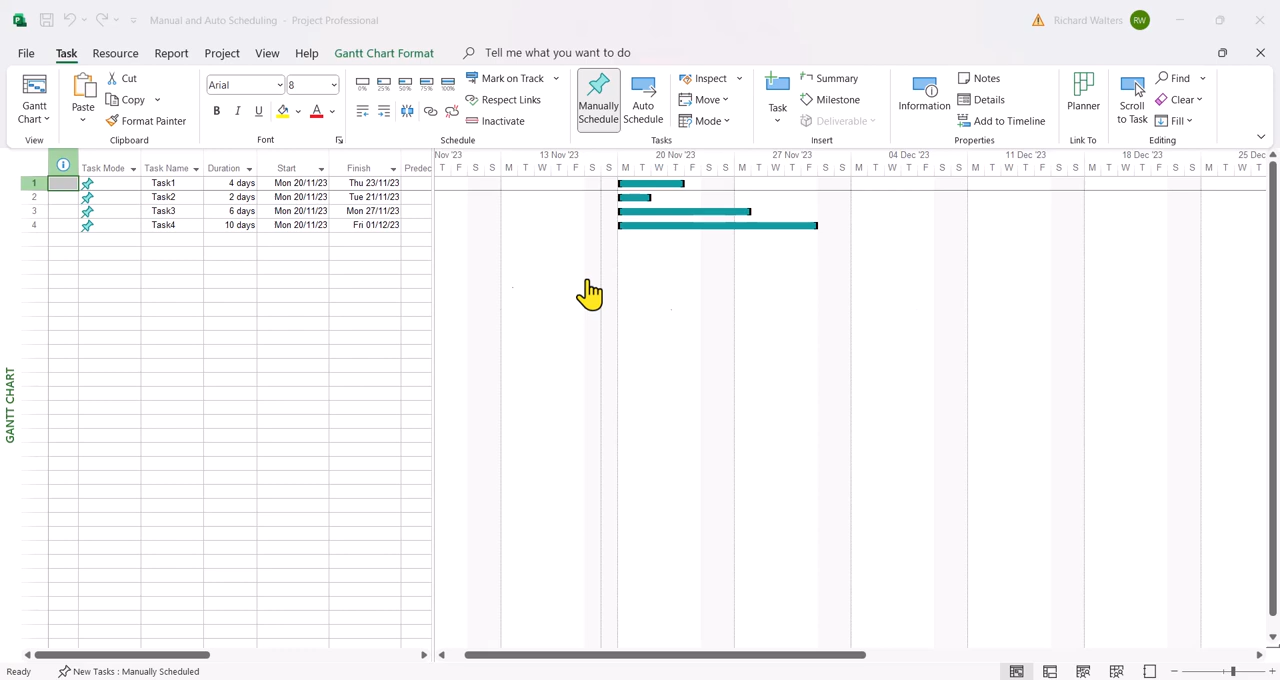 Manual and Auto Scheduling - Project Professional
Richard Walters RW
File Task Resource Report Project View Help Gantt Chart Format Tell me what you want to do
Gantt Chart
View
Paste
Cut
Copy
Format Painter
Clipboard
Arial 8
B I U A
Font
0% 25% 50% 75% 100%
Mark on Track
Respect Links
Inactivate
Schedule
Manually Schedule
Auto Schedule
Inspect
Move
Mode
Tasks
Task
Summary
Milestone
Deliverable
Insert
Information
Notes
Details
Add to Timeline
Properties
Planner
Link To
Scroll to Task
Find
Clear
Fill
Editing
Nov '23 13 Nov '23 20 Nov '23 27 Nov '23 04 Dec '23 11 Dec '23 18 Dec '23 25 Dec
Task Mode Task Name Duration Start Finish Predec
T F S S M T W T F S S M T W T F S S M T W T F S S M T W T F S S M T W T F S S M T W T F S S M T W T
1 Task1 4 days Mon 20/11/23 Thu 23/11/23
2 Task2 2 days Mon 20/11/23 Tue 21/11/23
3 Task3 6 days Mon 20/11/23 Mon 27/11/23
4 Task4 10 days Mon 20/11/23 Fri 01/12/23
GANTT CHART
Ready New Tasks : Manually Scheduled